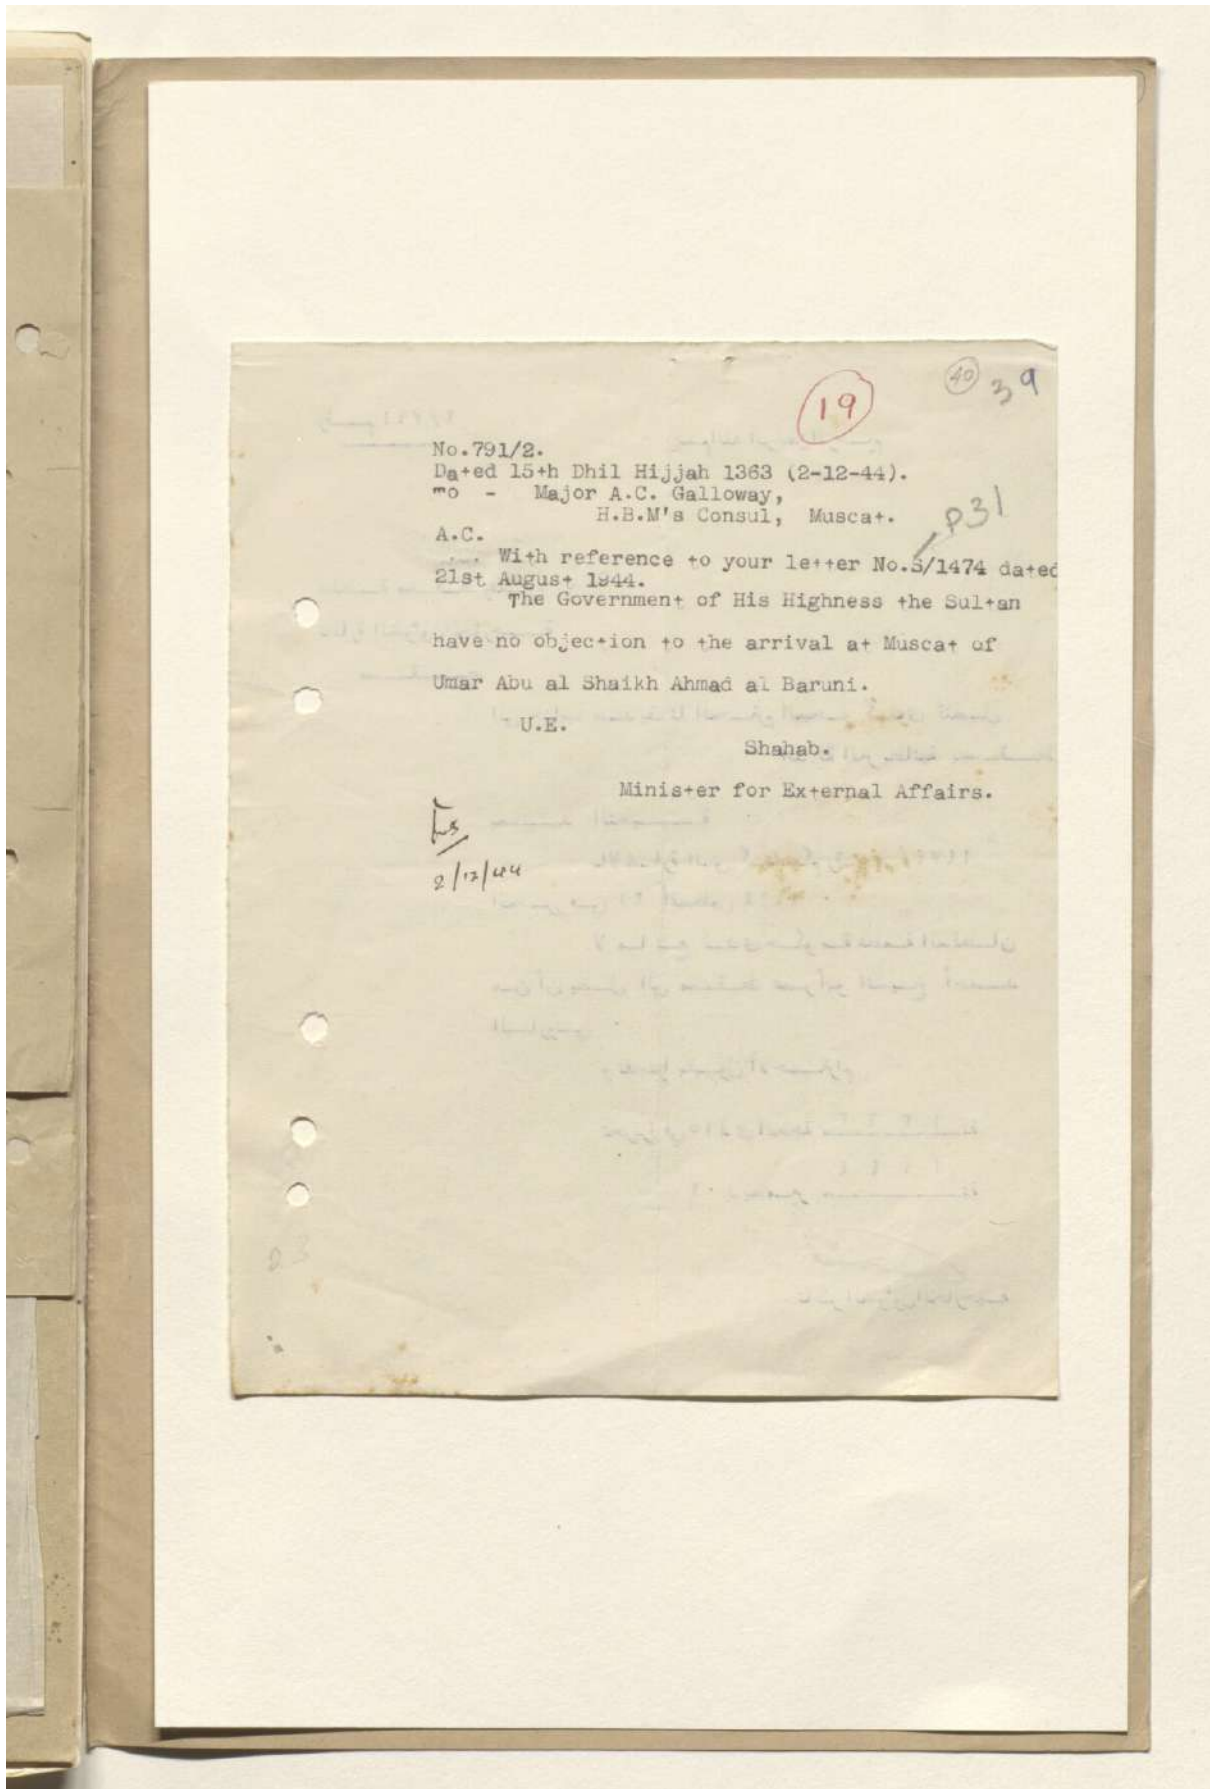 19
40
39
No.791/2.
Dated 15th Dhil Hijjah 1363 (2-12-44).
To - Major A.C. Galloway,
H.B.M's Consul, Muscat.
p31
A.C.
With reference to your letter No.S/1474 dated
21st August 1944.
The Government of His Highness the Sultan
have no objection to the arrival at Muscat of
Umar Abu al Shaikh Ahmad al Baruni.
U.E.
Shahab.
Minister for External Affairs.
2/12/44